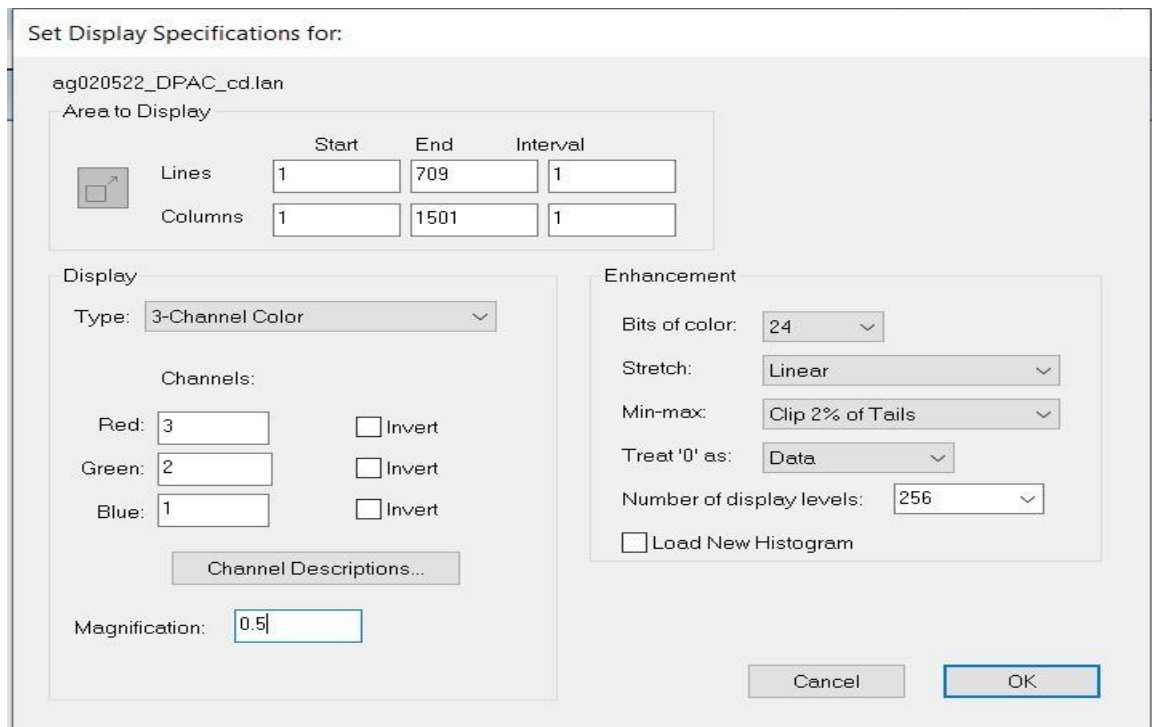 Set Display Specifications for:
ag020522_DPAC_cd.lan
Area to Display
Start End Interval
Lines 1 709 1
Columns 1 1501 1
Display
Type: 3-Channel Color
Channels:
Red: 3 Invert
Green: 2 Invert
Blue: 1 Invert
Channel Descriptions...
Magnification: 0.5
Enhancement
Bits of color: 24
Stretch: Linear
Min-max: Clip 2% of Tails
Treat '0' as: Data
Number of display levels: 256
Load New Histogram
Cancel OK